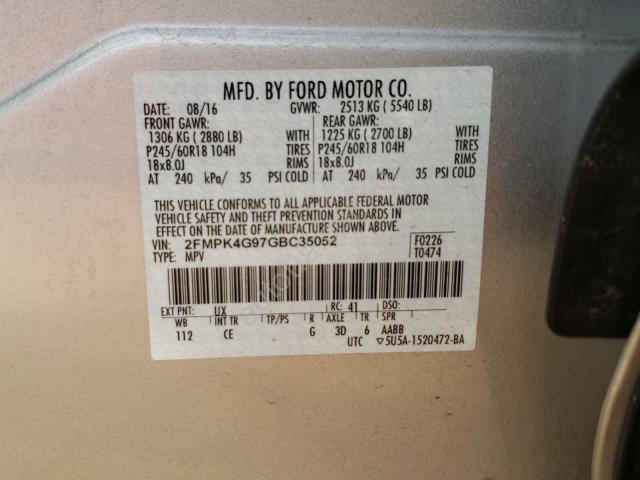 MFD. BY FORD MOTOR CO.
DATE: 08/16 GVWR: 2513 KG ( 5540 LB)
FRONT GAWR: REAR GAWR:
1306 KG ( 2880 LB) WITH 1225 KG ( 2700 LB) WITH
P245/60R18 104H TIRES P245/60R18 104H TIRES
18x8.0J RIMS 18x8.0J RIMS
AT 240 kPa/ 35 PSI COLD AT 240 kPa/ 35 PSI COLD
THIS VEHICLE CONFORMS TO ALL APPLICABLE FEDERAL MOTOR
VEHICLE SAFETY AND THEFT PREVENTION STANDARDS IN
EFFECT ON THE DATE OF MANUFACTURE SHOWN ABOVE.
VIN: 2FMPK4G97GBC35052 F0226
TYPE: MPV T0474
EXT PNT: UX RC: 41 DSO:
WB INT TR TP/PS R AXLE TR SPR
112 CE G 3D 6 AABB
UTC ▽5U5A-1520472-BA